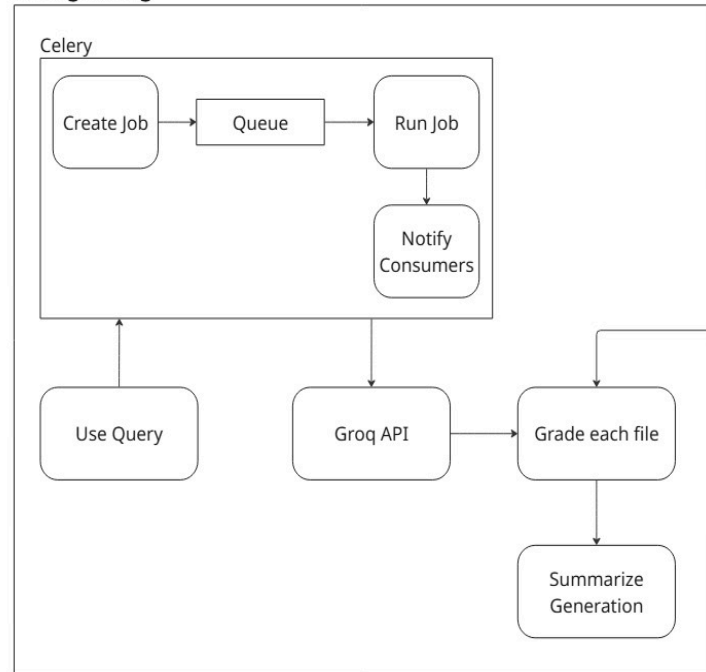 Celery
Create Job
Queue
Run Job
Notify
Consumers
Use Query
Groq API
Grade each file
Summarize
Generation